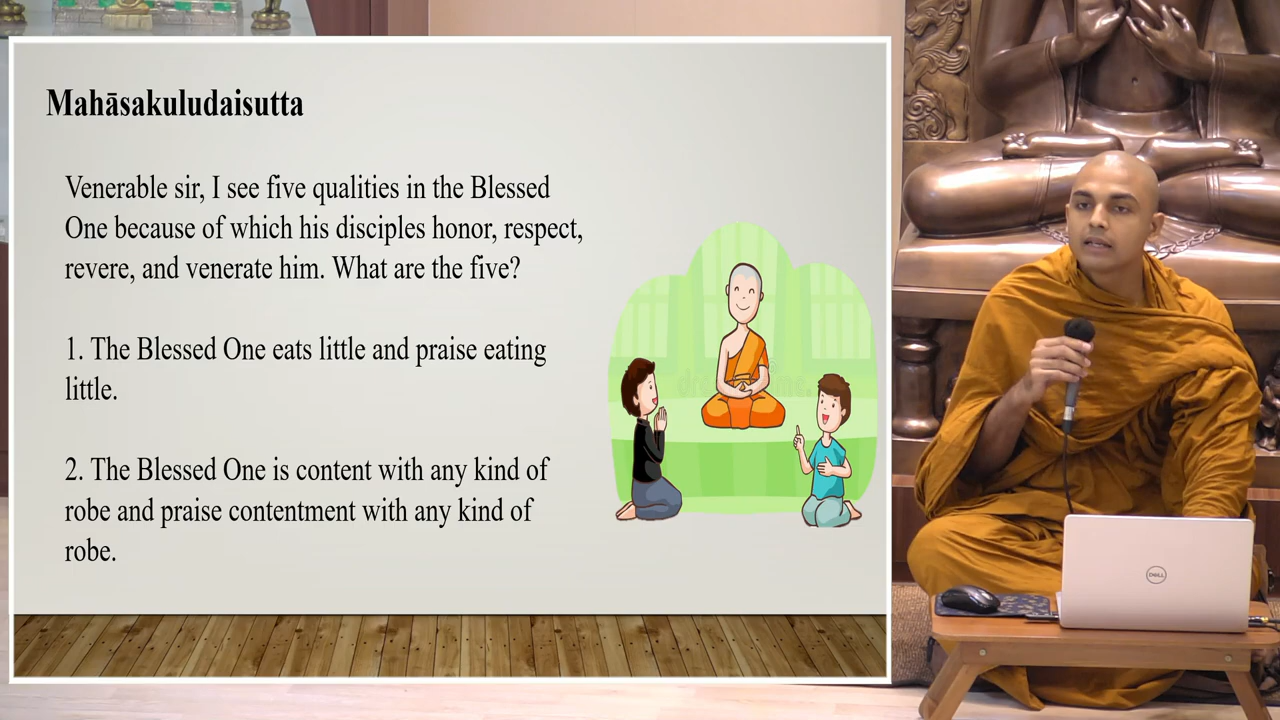 Mahāsakuludaisutta
Venerable sir, I see five qualities in the Blessed
One because of which his disciples honor, respect,
revere, and venerate him. What are the five?
1. The Blessed One eats little and praise eating
little.
2. The Blessed One is content with any kind of
robe and praise contentment with any kind of
robe.
DELL